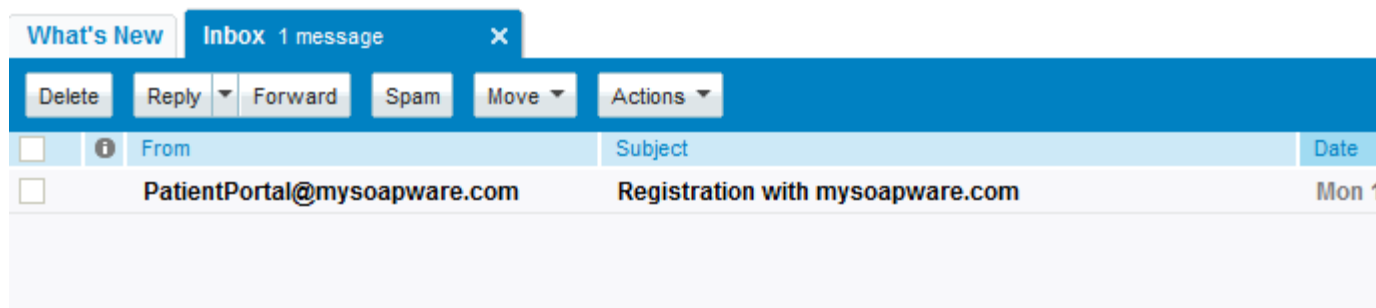 What's New Inbox 1 message ×
Delete Reply Forward Spam Move Actions
From Subject Date
PatientPortal@mysoapware.com Registration with mysoapware.com Mon